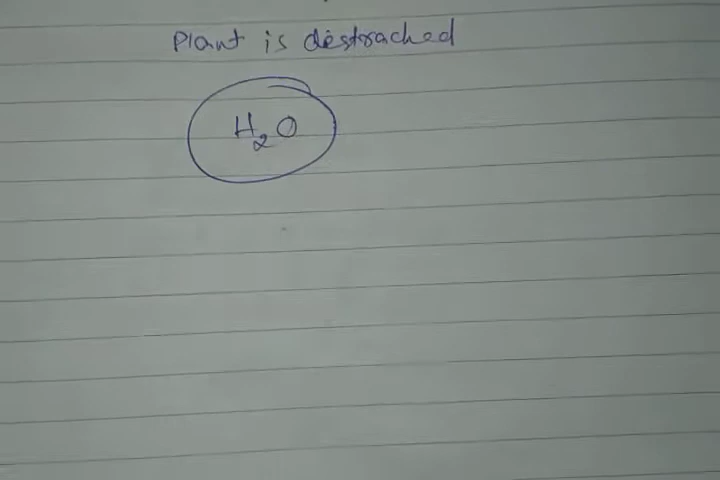 Plant is destrached
H₂O